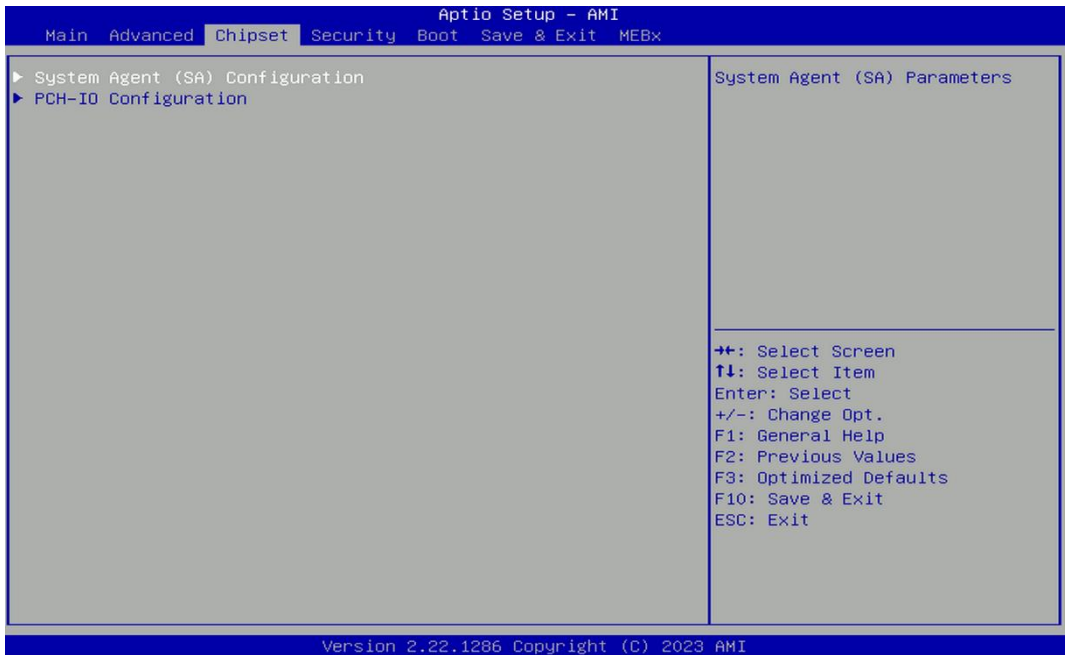 Aptio Setup – AMI
Main Advanced Chipset Security Boot Save & Exit MEBx
▶ System Agent (SA) Configuration
▶ PCH-IO Configuration
System Agent (SA) Parameters
→←: Select Screen
↑↓: Select Item
Enter: Select
+/-: Change Opt.
F1: General Help
F2: Previous Values
F3: Optimized Defaults
F10: Save & Exit
ESC: Exit
Version 2.22.1286 Copyright (C) 2023 AMI